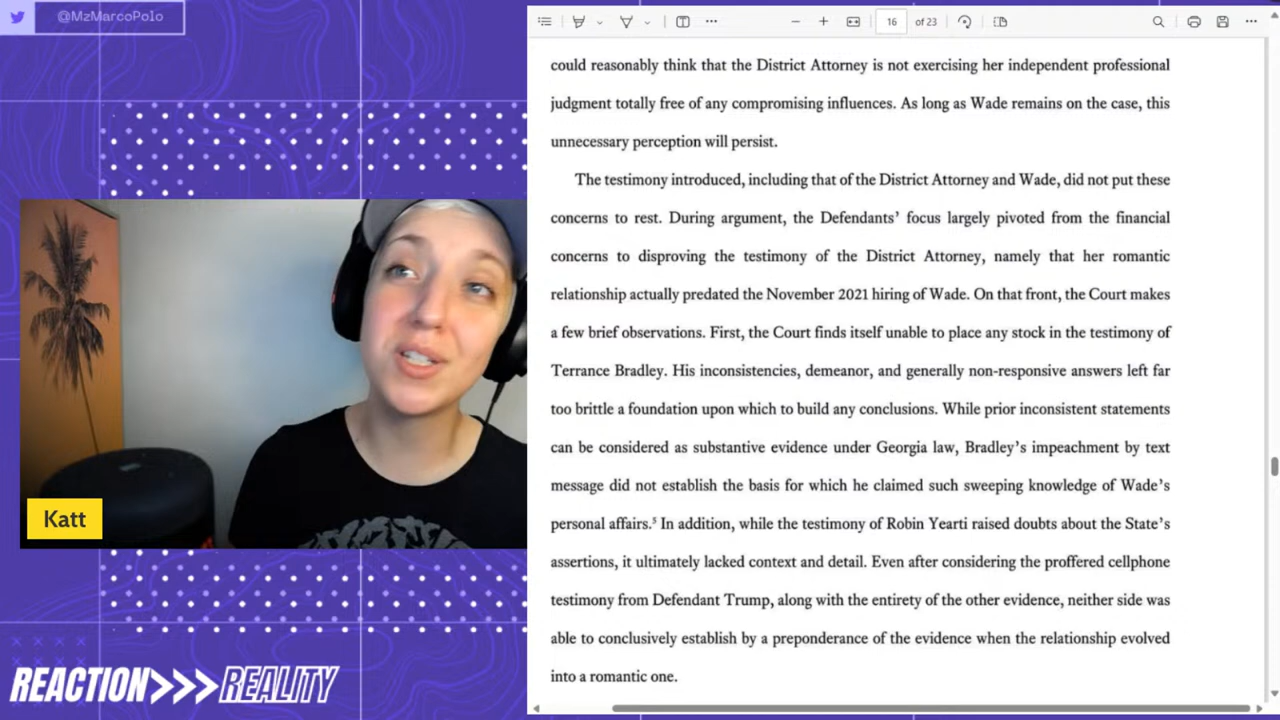 @MzMarcoPolo
16 of 23
could reasonably think that the District Attorney is not exercising her independent professional
judgment totally free of any compromising influences. As long as Wade remains on the case, this
unnecessary perception will persist.
The testimony introduced, including that of the District Attorney and Wade, did not put these
concerns to rest. During argument, the Defendants’ focus largely pivoted from the financial
concerns to disproving the testimony of the District Attorney, namely that her romantic
relationship actually predated the November 2021 hiring of Wade. On that front, the Court makes
a few brief observations. First, the Court finds itself unable to place any stock in the testimony of
Terrance Bradley. His inconsistencies, demeanor, and generally non-responsive answers left far
too brittle a foundation upon which to build any conclusions. While prior inconsistent statements
can be considered as substantive evidence under Georgia law, Bradley’s impeachment by text
message did not establish the basis for which he claimed such sweeping knowledge of Wade’s
personal affairs.⁵ In addition, while the testimony of Robin Yearti raised doubts about the State’s
assertions, it ultimately lacked context and detail. Even after considering the proffered cellphone
testimony from Defendant Trump, along with the entirety of the other evidence, neither side was
able to conclusively establish by a preponderance of the evidence when the relationship evolved
into a romantic one.
Katt
REACTION>>>REALITY